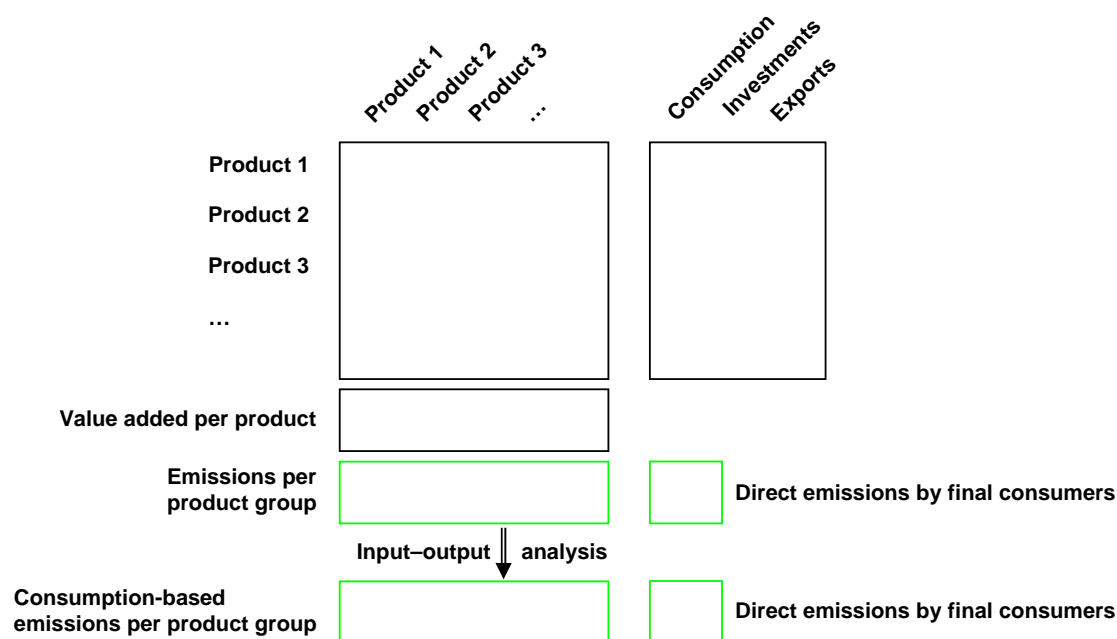 Product 1
Product 2
Product 3
...
Consumption
Investments
Exports
Product 1
Product 2
Product 3
...
Value added per product
Emissions per
product group
Direct emissions by final consumers
Input–output analysis
Consumption-based
emissions per product group
Direct emissions by final consumers